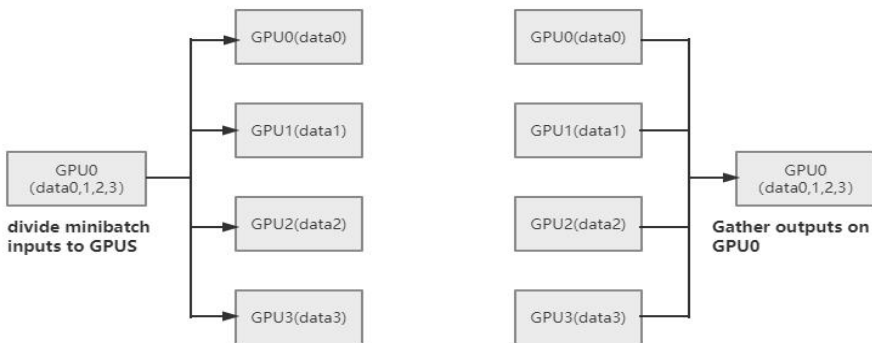 GPU0(data0)
GPU1(data1)
GPU0
(data0,1,2,3)
divide minibatch
inputs to GPUS
GPU2(data2)
GPU3(data3)
GPU0(data0)
GPU1(data1)
GPU2(data2)
GPU3(data3)
GPU0
(data0,1,2,3)
Gather outputs on
GPU0